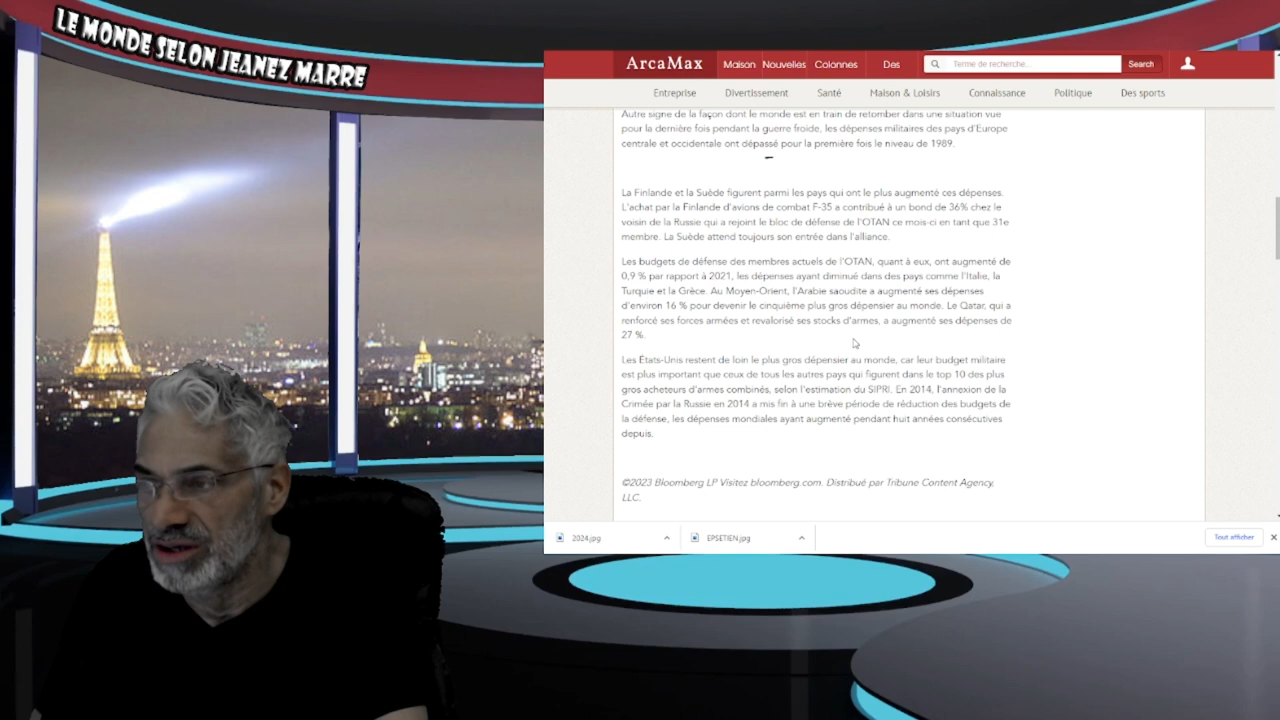 LE MONDE SELON JEANEZ MARRE
ArcaMax
Maison Nouvelles Colonnes Des
Terme de recherche...
Search
Entreprise Divertissement Santé Maison & Loisirs Connaissance Politique Des sports
Autre signe de la façon dont le monde est en train de retomber dans une situation vue
pour la dernière fois pendant la guerre froide, les dépenses militaires des pays d'Europe
centrale et occidentale ont dépassé pour la première fois le niveau de 1989.
La Finlande et la Suède figurent parmi les pays qui ont le plus augmenté ces dépenses.
L'achat par la Finlande d'avions de combat F-35 a contribué à un bond de 36% chez le
voisin de la Russie qui a rejoint le bloc de défense de l'OTAN ce mois-ci en tant que 31e
membre. La Suède attend toujours son entrée dans l'alliance.
Les budgets de défense des membres actuels de l'OTAN, quant à eux, ont augmenté de
0,9 % par rapport à 2021, les dépenses ayant diminué dans des pays comme l'Italie, la
Turquie et la Grèce. Au Moyen-Orient, l'Arabie saoudite a augmenté ses dépenses
d'environ 16 % pour devenir le cinquième plus gros dépensier au monde. Le Qatar, qui a
renforcé ses forces armées et revalorisé ses stocks d'armes, a augmenté ses dépenses de
27 %.
Les États-Unis restent de loin le plus gros dépensier au monde, car leur budget militaire
est plus important que ceux de tous les autres pays qui figurent dans le top 10 des plus
gros acheteurs d'armes combinés, selon l'estimation du SIPRI. En 2014, l'annexion de la
Crimée par la Russie en 2014 a mis fin à une brève période de réduction des budgets de
la défense, les dépenses mondiales ayant augmenté pendant huit années consécutives
depuis.
©2023 Bloomberg LP Visitez bloomberg.com. Distribué par Tribune Content Agency,
LLC.
2024.jpg
EPSETIEN.jpg
Tout afficher